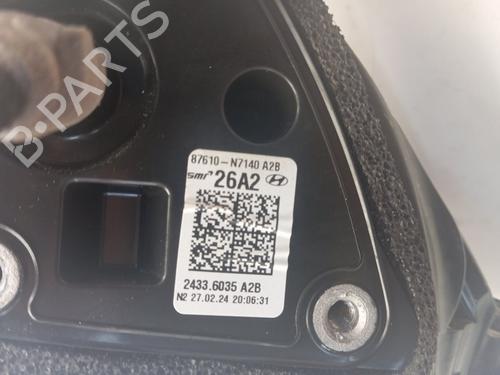 B-PARTS
87610-N7140 A2B
SMR 26A2
2433.6035 A2B
N2 27.02.24 20:06:31